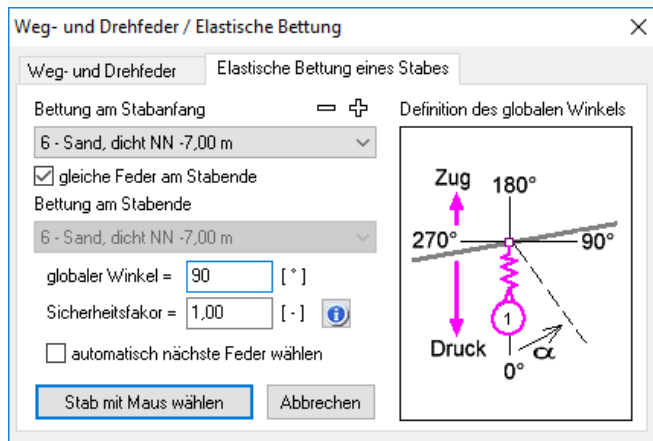 Weg- und Drehfeder / Elastische Bettung
Weg- und Drehfeder
Elastische Bettung eines Stabes
Bettung am Stabanfang
6 - Sand, dicht NN -7,00 m
gleiche Feder am Stabende
Bettung am Stabende
6 - Sand, dicht NN -7,00 m
globaler Winkel = 90 [ ° ]
Sicherheitsfakor = 1,00 [ - ]
automatisch nächste Feder wählen
Stab mit Maus wählen
Abbrechen
Definition des globalen Winkels
Zug 180°
270° 90°
1
Druck α
0°